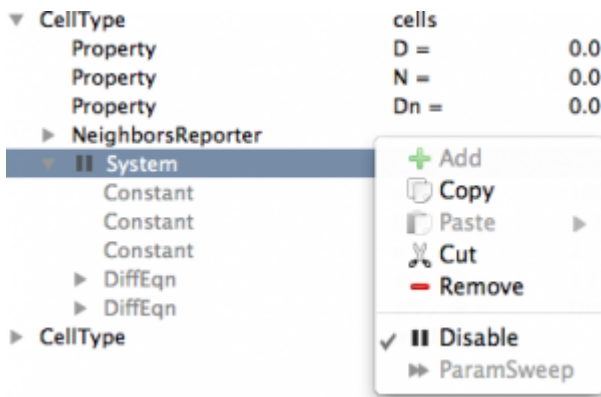 CellType cells
Property D = 0.0
Property N = 0.0
Property Dn = 0.0
NeighborsReporter
System
Constant
Constant
Constant
DiffEqn
DiffEqn
CellType
Add
Copy
Paste
Cut
Remove
Disable
ParamSweep